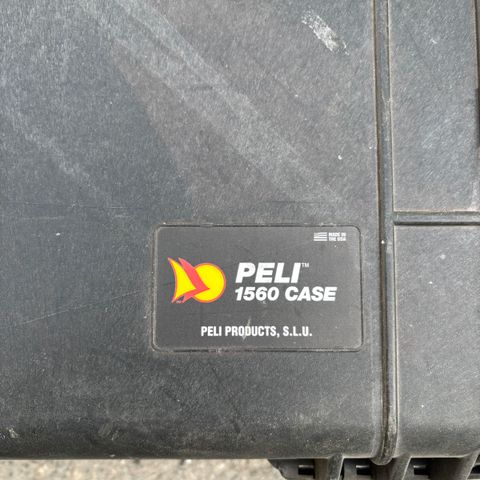 MADE IN
THE USA
PELI™
1560 CASE
PELI PRODUCTS, S.L.U.